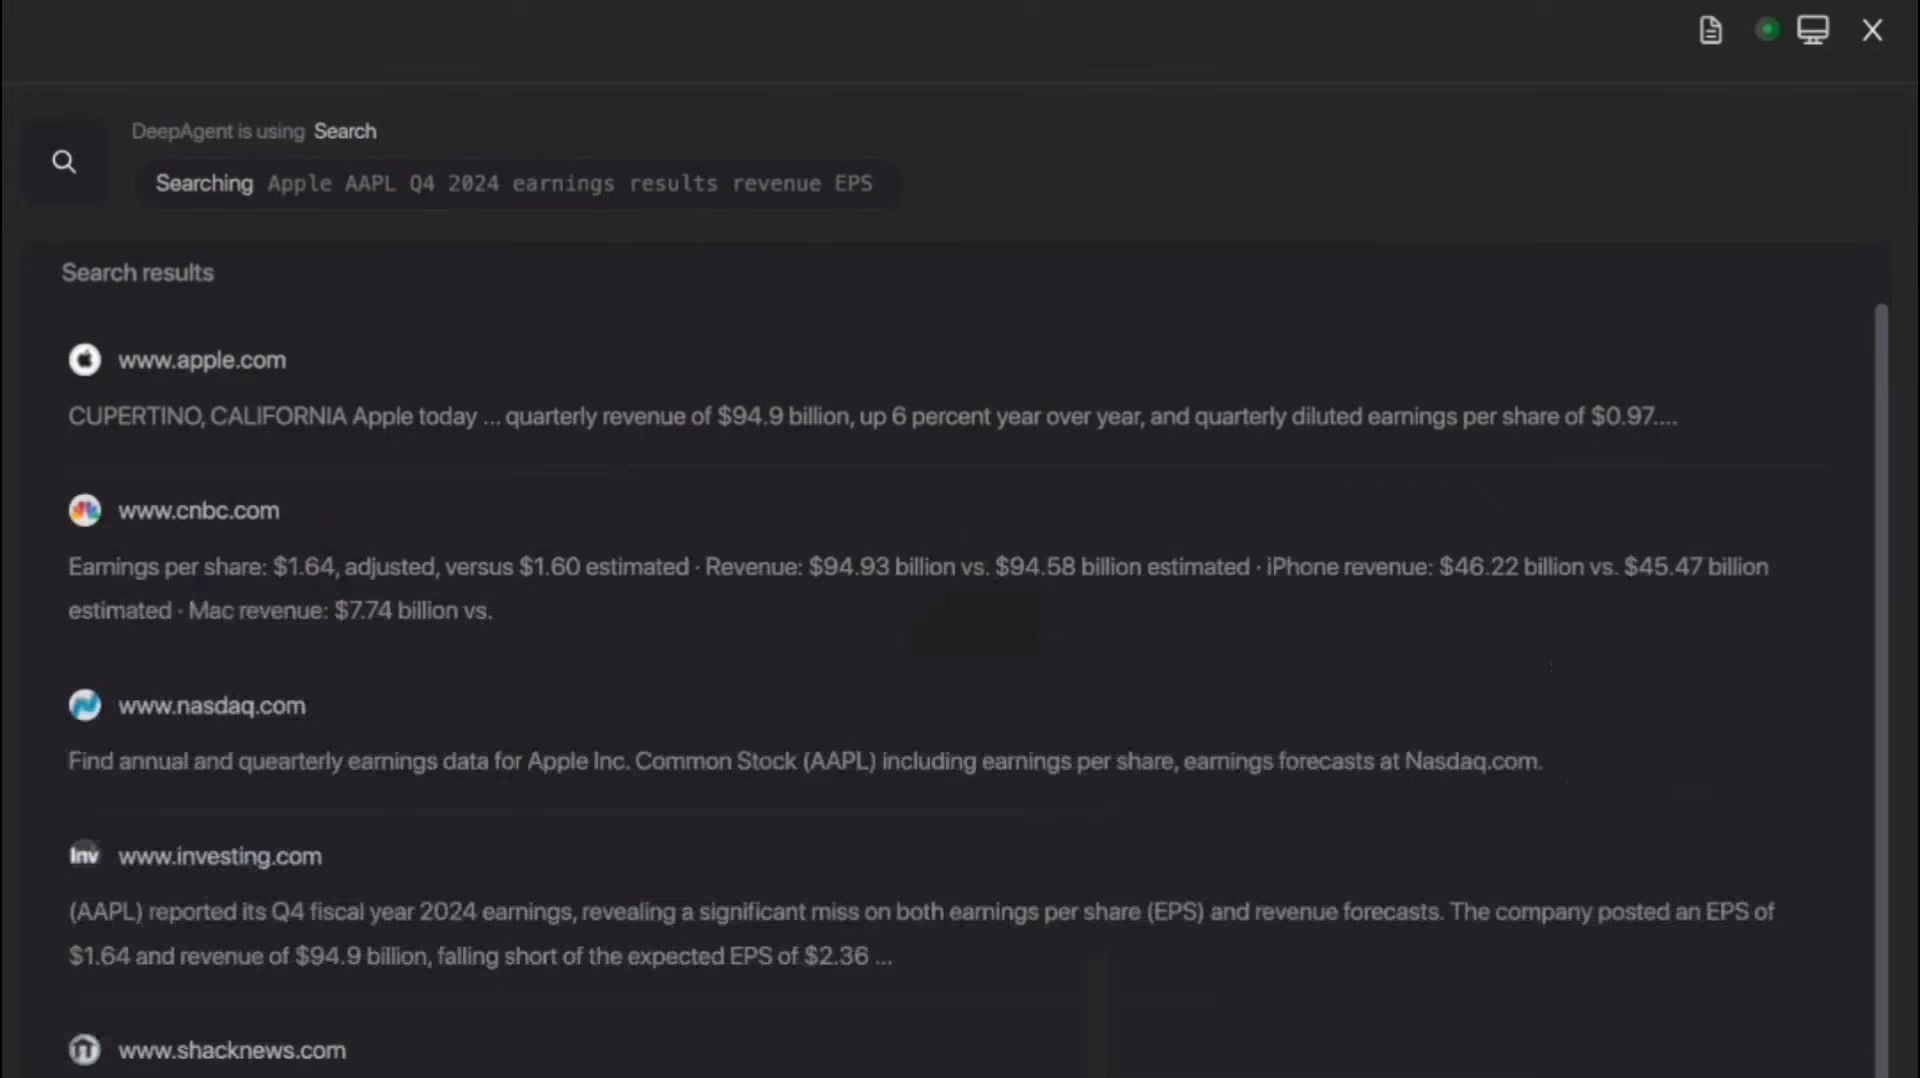 DeepAgent is using Search
Searching Apple AAPL Q4 2024 earnings results revenue EPS
Search results
www.apple.com
CUPERTINO, CALIFORNIA Apple today ... quarterly revenue of $94.9 billion, up 6 percent year over year, and quarterly diluted earnings per share of $0.97....
www.cnbc.com
Earnings per share: $1.64, adjusted, versus $1.60 estimated · Revenue: $94.93 billion vs. $94.58 billion estimated · iPhone revenue: $46.22 billion vs. $45.47 billion
estimated · Mac revenue: $7.74 billion vs.
www.nasdaq.com
Find annual and quearterly earnings data for Apple Inc. Common Stock (AAPL) including earnings per share, earnings forecasts at Nasdaq.com.
Inv www.investing.com
(AAPL) reported its Q4 fiscal year 2024 earnings, revealing a significant miss on both earnings per share (EPS) and revenue forecasts. The company posted an EPS of
$1.64 and revenue of $94.9 billion, falling short of the expected EPS of $2.36 ...
www.shacknews.com